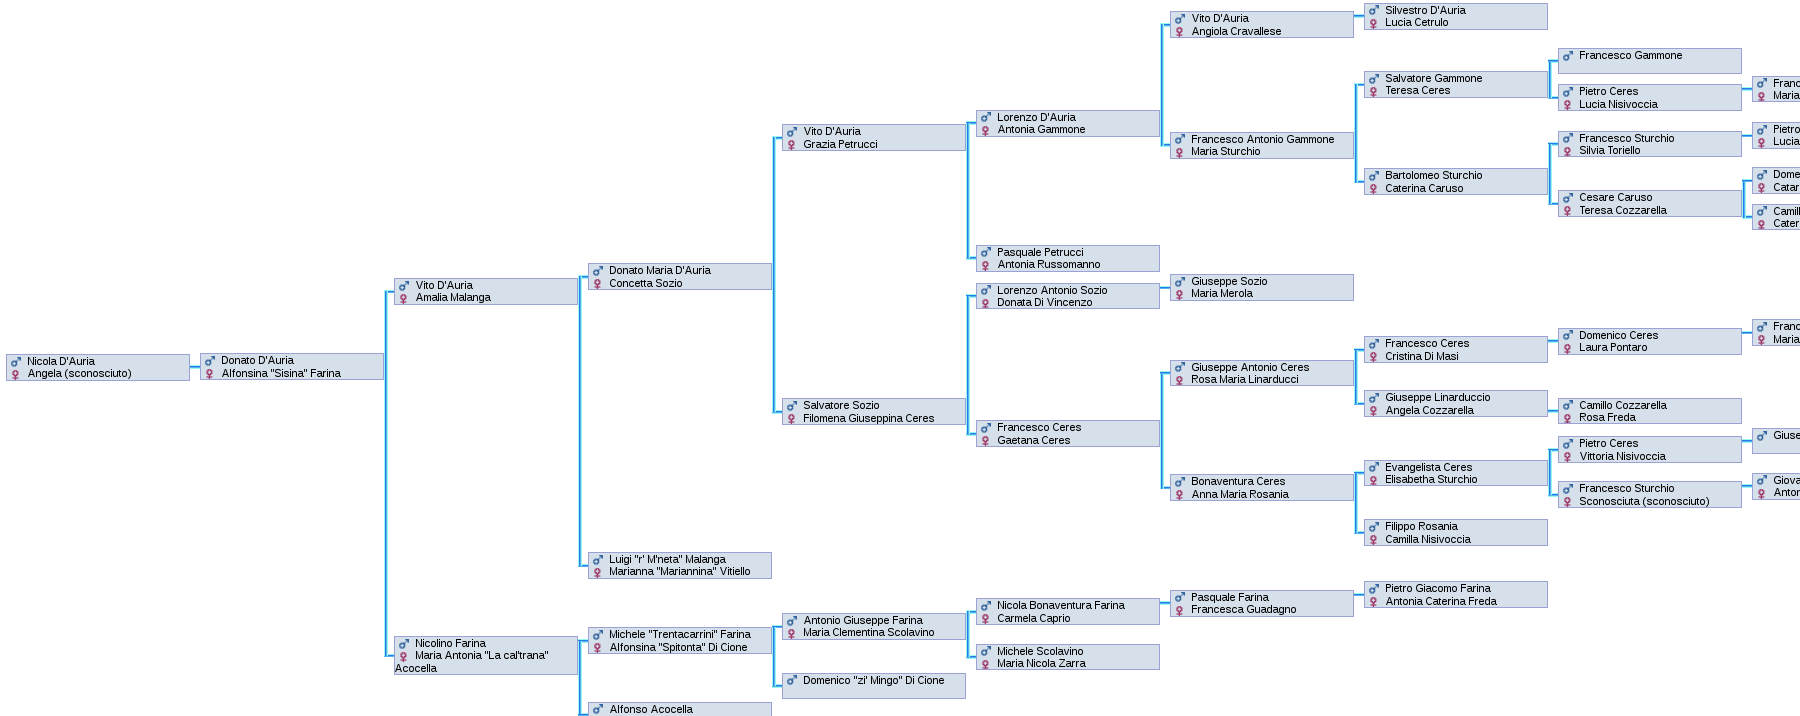 Nicola D'Auria
Angela (sconosciuto)
Donato D'Auria
Alfonsina "Sisina" Farina
Vito D'Auria
Amalia Malanga
Nicolino Farina
Maria Antonia "La cal'trana"
Acocella
Donato Maria D'Auria
Concetta Sozio
Luigi "r' M'neta" Malanga
Marianna "Mariannina" Vitiello
Michele "Trentacarrini" Farina
Alfonsina "Spitonta" Di Cione
Alfonso Acocella
Vito D'Auria
Grazia Petrucci
Salvatore Sozio
Filomena Giuseppina Ceres
Antonio Giuseppe Farina
Maria Clementina Scolavino
Domenico "zi' Mingo" Di Cione
Lorenzo D'Auria
Antonia Gammone
Pasquale Petrucci
Antonia Russomanno
Lorenzo Antonio Sozio
Donata Di Vincenzo
Francesco Ceres
Gaetana Ceres
Nicola Bonaventura Farina
Carmela Caprio
Michele Scolavino
Maria Nicola Zarra
Vito D'Auria
Angiola Cravallese
Francesco Antonio Gammone
Maria Sturchio
Giuseppe Sozio
Maria Merola
Giuseppe Antonio Ceres
Rosa Maria Linarducci
Bonaventura Ceres
Anna Maria Rosania
Pasquale Farina
Francesca Guadagno
Silvestro D'Auria
Lucia Cetrulo
Salvatore Gammone
Teresa Ceres
Bartolomeo Sturchio
Caterina Caruso
Francesco Ceres
Cristina Di Masi
Giuseppe Linarduccio
Angela Cozzarella
Evangelista Ceres
Elisabetha Sturchio
Filippo Rosania
Camilla Nisivoccia
Pietro Giacomo Farina
Antonia Caterina Freda
Francesco Gammone
Pietro Ceres
Lucia Nisivoccia
Francesco Sturchio
Silvia Toriello
Cesare Caruso
Teresa Cozzarella
Domenico Ceres
Laura Pontaro
Camillo Cozzarella
Rosa Freda
Pietro Ceres
Vittoria Nisivoccia
Francesco Sturchio
Sconosciuta (sconosciuto)
Franc
Maria
Pietro
Lucia
Dome
Catar
Camill
Cater
Franc
Maria
Giuse
Giova
Anton